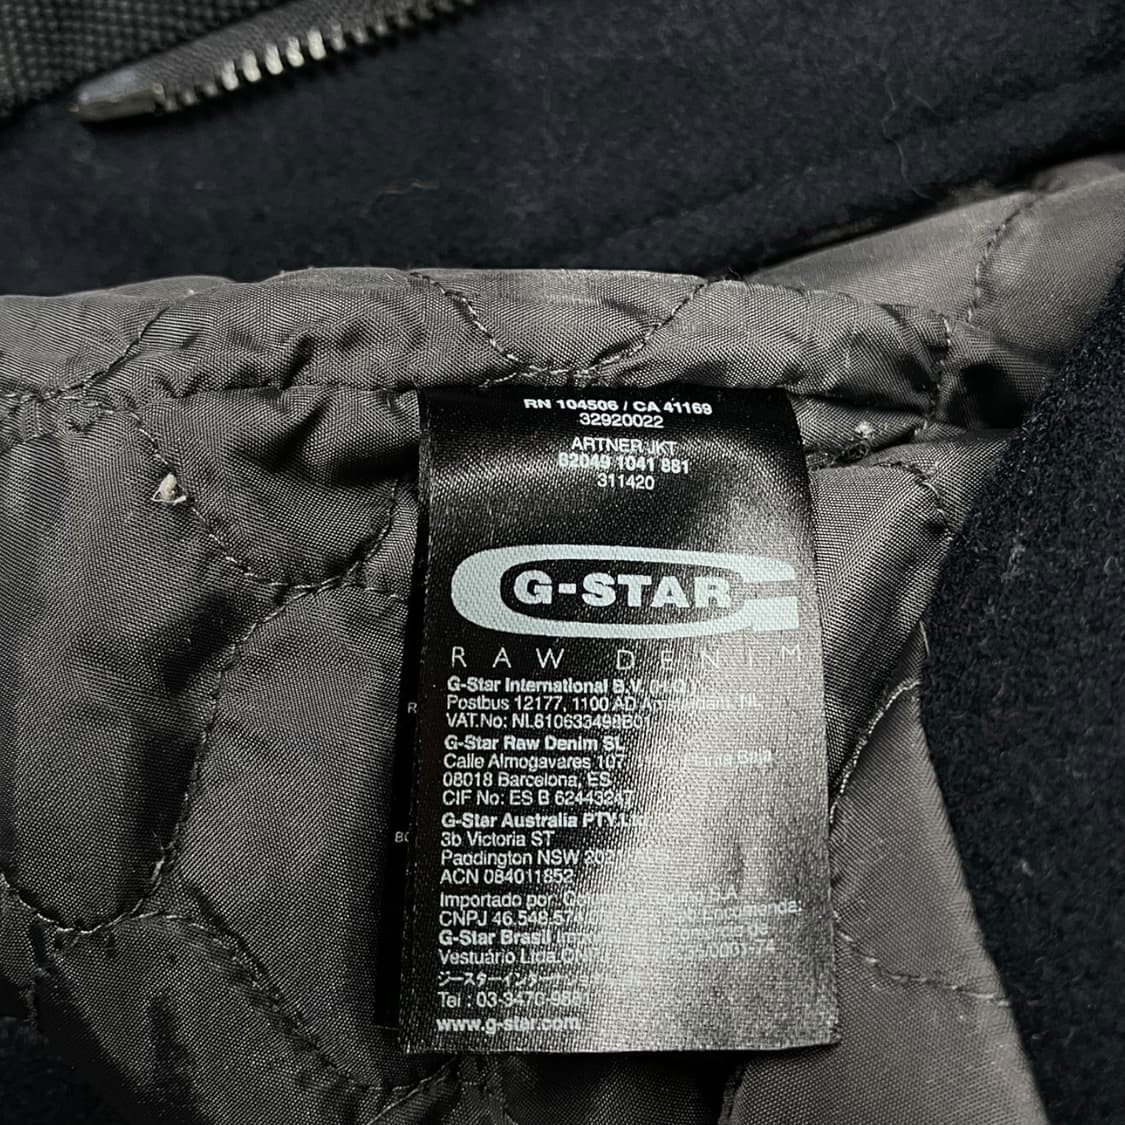 RN 104506 / CA 41169
32920022
ARTNER JKT
82049 1041 881
311420
G-STAR
RAW DENIM
G-Star International B.V.
Postbus 12177, 1100 AD
VAT.No: NL810633498B01
G-Star Raw Denim SL
Calle Almogavares 107
08018 Barcelona, ES
CIF No: ES B 62443247
G-Star Australia PTY.Ltd
3b Victoria ST
Paddington NSW
ACN 084011852
Importado por: S.A.
CNPJ Encomenda:
G-Star Brasil de
Vestuário Ltda.
Tel : 03-3470-9881
www.g-star.com